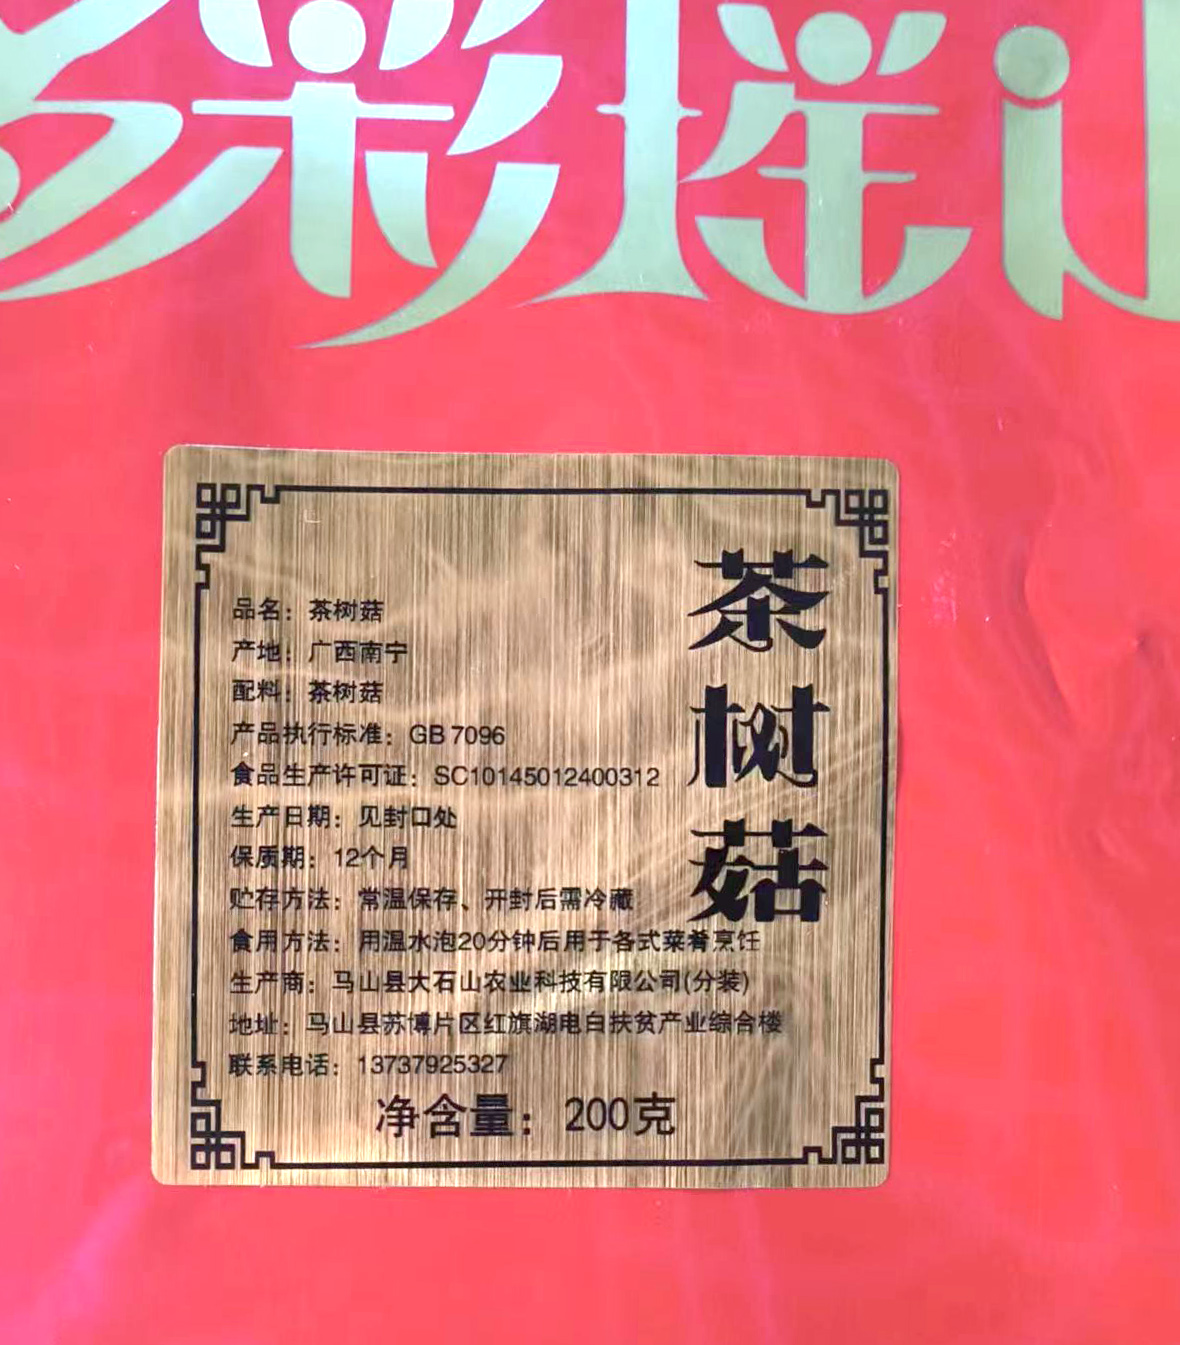 彩瑶
茶树菇
品名：茶树菇
产地：广西南宁
配料：茶树菇
产品执行标准：GB 7096
食品生产许可证：SC10145012400312
生产日期：见封口处
保质期：12个月
贮存方法：常温保存、开封后需冷藏
食用方法：用温水泡20分钟后用于各式菜肴烹饪
生产商：马山县大石山农业科技有限公司(分装)
地址：马山县苏博片区红旗湖电白扶贫产业综合楼
联系电话：13737925327
净含量：200克